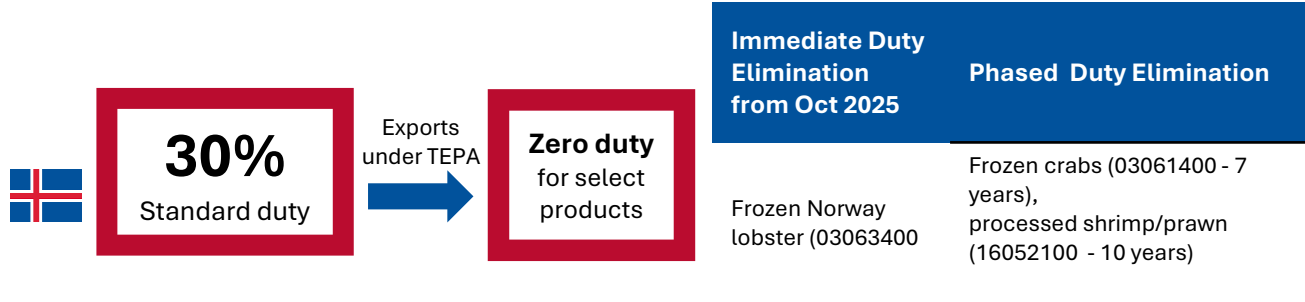 30%
Standard duty
Exports
under TEPA
Zero duty
for select
products
Immediate Duty
Elimination
from Oct 2025
Phased  Duty Elimination
Frozen Norway
lobster (03063400
Frozen crabs (03061400 - 7
years),
processed shrimp/prawn
(16052100  - 10 years)